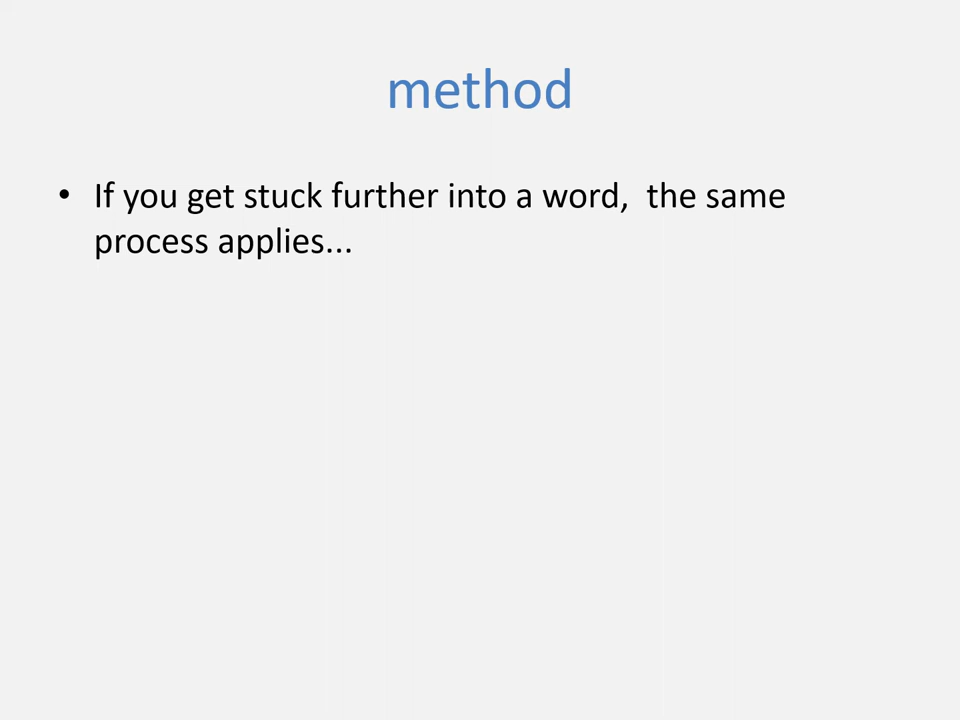 method
• If you get stuck further into a word,  the same
process applies...